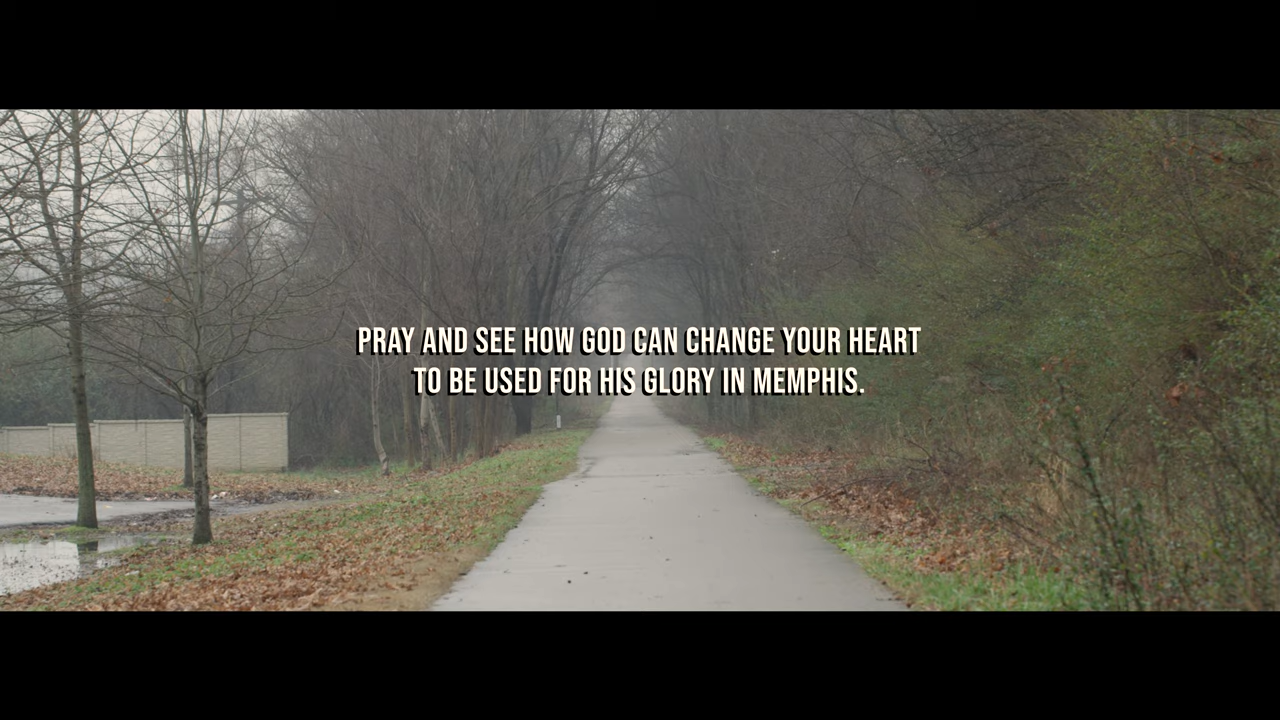 PRAY AND SEE HOW GOD CAN CHANGE YOUR HEART
TO BE USED FOR HIS GLORY IN MEMPHIS.